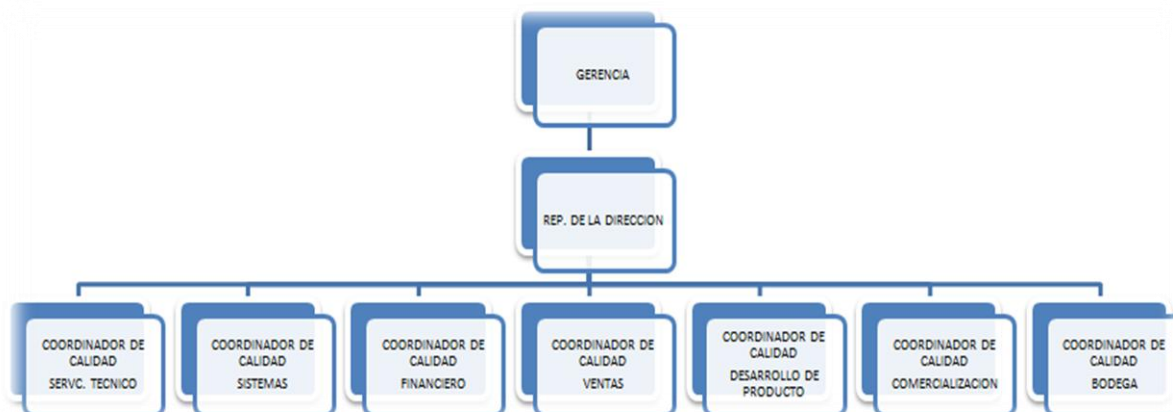 GERENCIA
REP. DE LA DIRECCION
COORDINADOR DE
CALIDAD
SERVC. TECNICO
COORDINADOR DE
CALIDAD
SISTEMAS
COORDINADOR DE
CALIDAD
FINANCIERO
COORDINADOR DE
CALIDAD
VENTAS
COORDINADOR DE
CALIDAD
DESARROLLO DE
PRODUCTO
COORDINADOR DE
CALIDAD
COMERCIALIZACION
COORDINADOR DE
CALIDAD
BODEGA